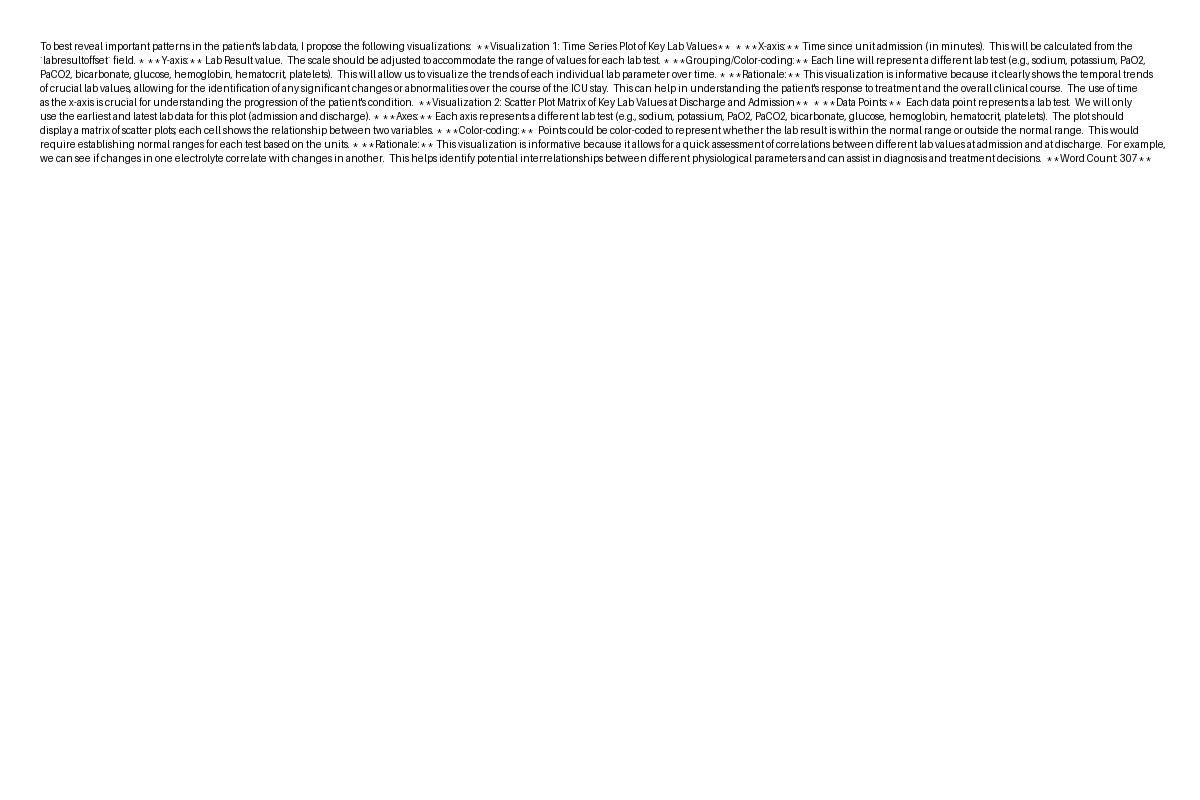 To best reveal important patterns in the patient's lab data, I propose the following visualizations:  **Visualization 1: Time Series Plot of Key Lab Values**  * **X-axis:** Time since unit admission (in minutes).  This will be calculated from the
`labresultoffset` field. * **Y-axis:** Lab Result value.  The scale should be adjusted to accommodate the range of values for each lab test. * **Grouping/Color-coding:** Each line will represent a different lab test (e.g., sodium, potassium, PaO2,
PaCO2, bicarbonate, glucose, hemoglobin, hematocrit, platelets).  This will allow us to visualize the trends of each individual lab parameter over time. * **Rationale:** This visualization is informative because it clearly shows the temporal trends
of crucial lab values, allowing for the identification of any significant changes or abnormalities over the course of the ICU stay.  This can help in understanding the patient's response to treatment and the overall clinical course.  The use of time
as the x-axis is crucial for understanding the progression of the patient's condition.  **Visualization 2: Scatter Plot Matrix of Key Lab Values at Discharge and Admission**  * **Data Points:**  Each data point represents a lab test.  We will only
use the earliest and latest lab data for this plot (admission and discharge). * **Axes:** Each axis represents a different lab test (e.g., sodium, potassium, PaO2, PaCO2, bicarbonate, glucose, hemoglobin, hematocrit, platelets).  The plot should
display a matrix of scatter plots; each cell shows the relationship between two variables. * **Color-coding:**  Points could be color-coded to represent whether the lab result is within the normal range or outside the normal range.  This would
require establishing normal ranges for each test based on the units. * **Rationale:** This visualization is informative because it allows for a quick assessment of correlations between different lab values at admission and at discharge.  For example,
we can see if changes in one electrolyte correlate with changes in another.  This helps identify potential interrelationships between different physiological parameters and can assist in diagnosis and treatment decisions.  **Word Count: 307**